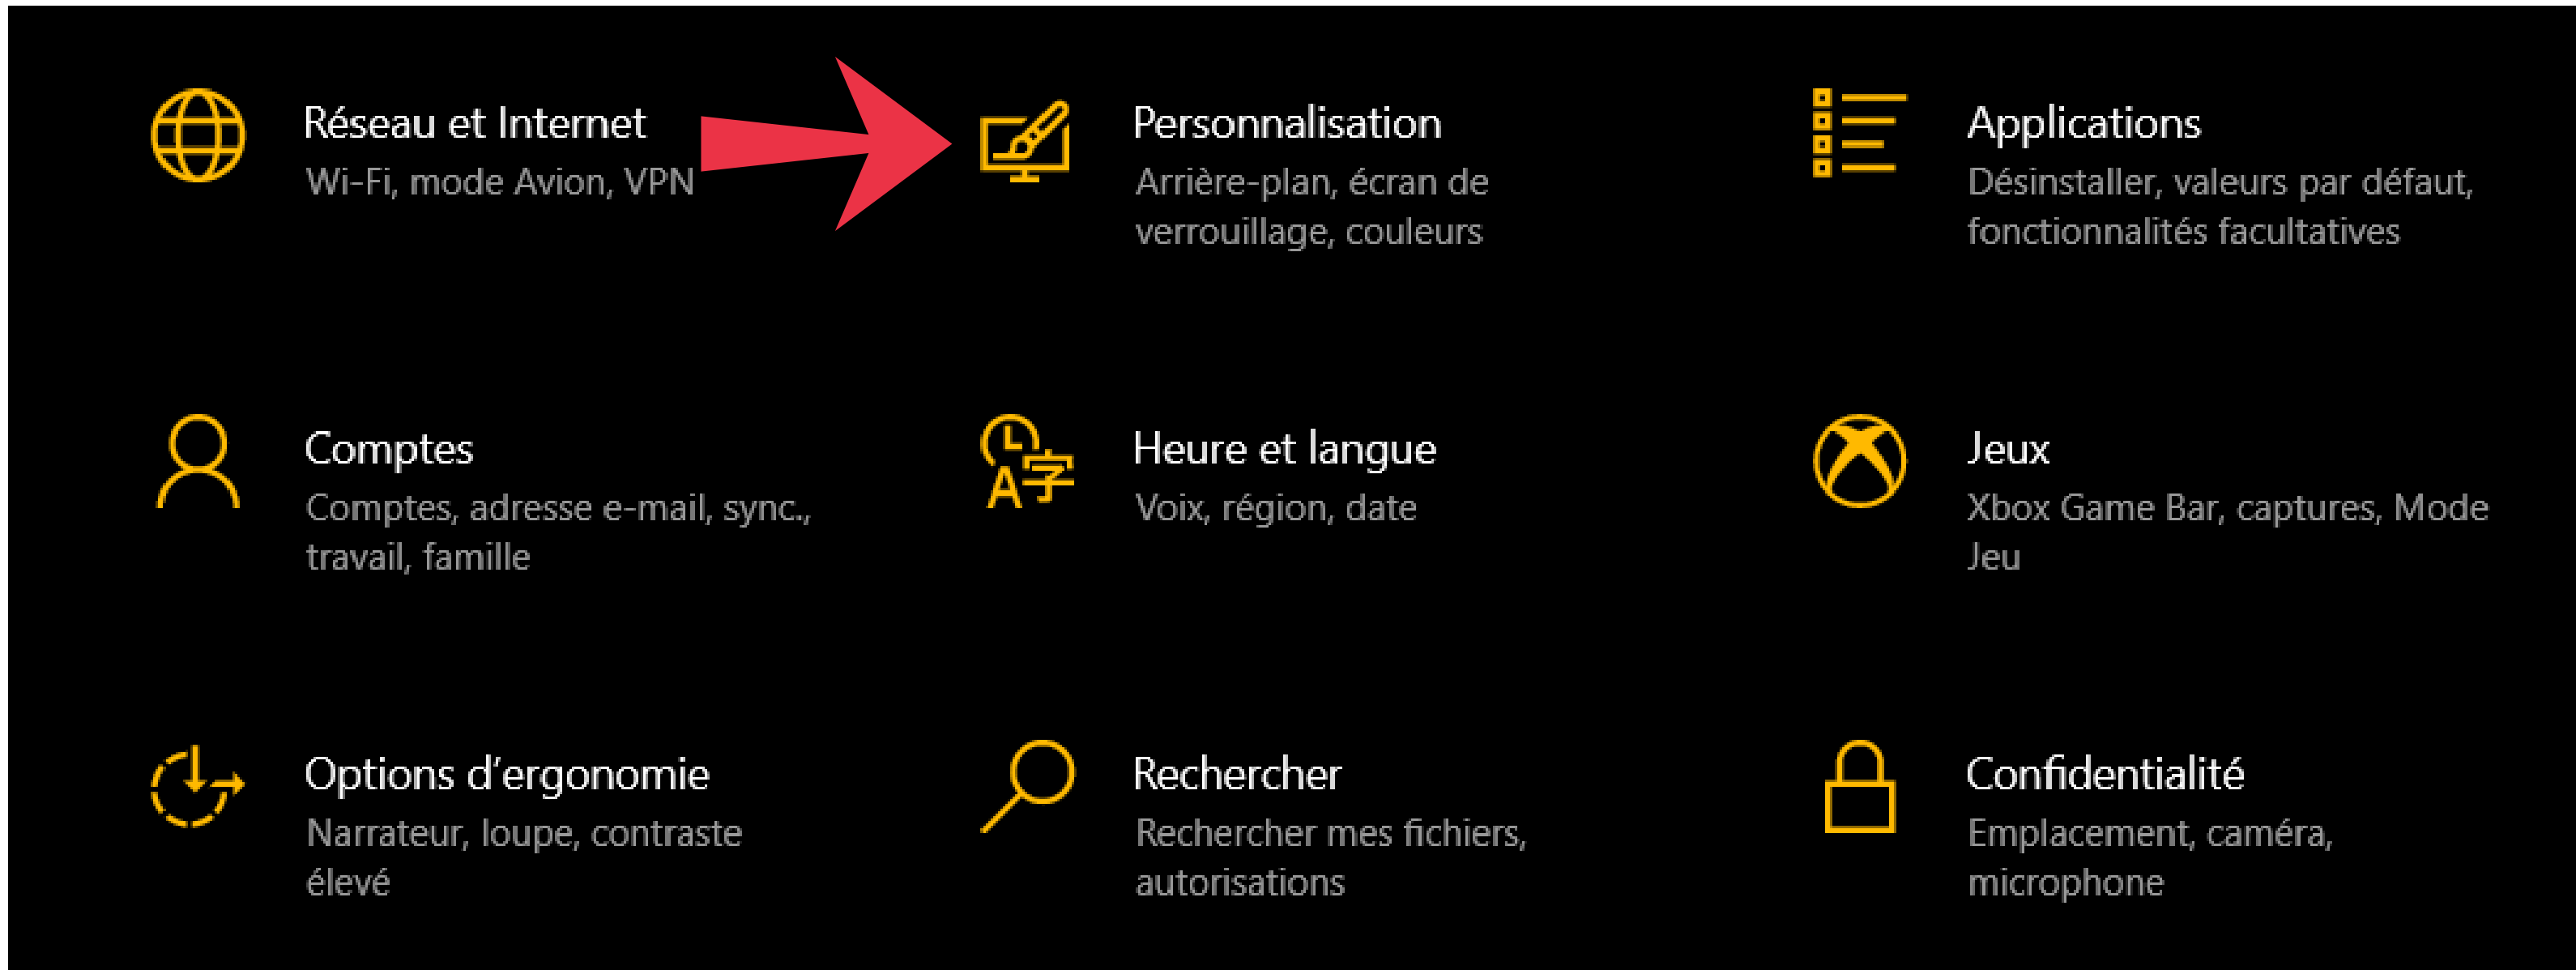 Réseau et Internet
Wi-Fi, mode Avion, VPN
Personnalisation
Arrière-plan, écran de
verrouillage, couleurs
Applications
Désinstaller, valeurs par défaut,
fonctionnalités facultatives
Comptes
Comptes, adresse e-mail, sync.,
travail, famille
Heure et langue
Voix, région, date
Jeux
Xbox Game Bar, captures, Mode
Jeu
Options d’ergonomie
Narrateur, loupe, contraste
élevé
Rechercher
Rechercher mes fichiers,
autorisations
Confidentialité
Emplacement, caméra,
microphone